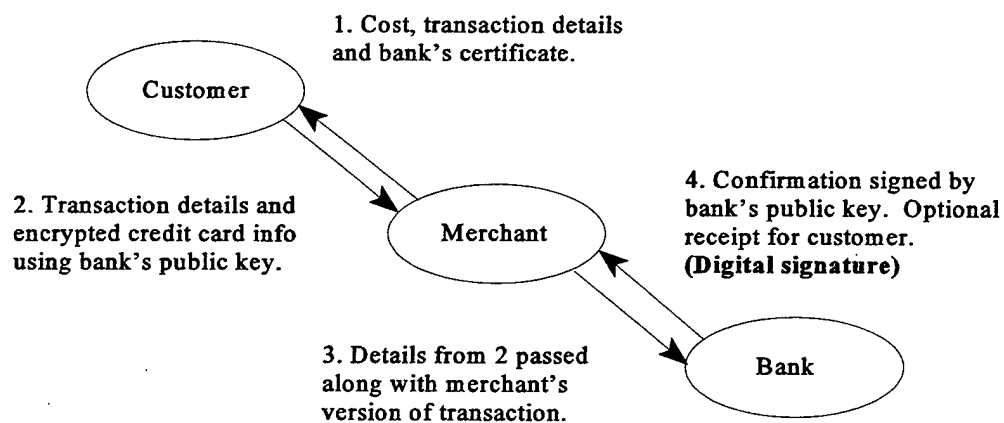 1. Cost, transaction details
and bank's certificate.
Customer
2. Transaction details and
encrypted credit card info
using bank's public key.
Merchant
4. Confirmation signed by
bank's public key. Optional
receipt for customer.
(Digital signature)
3. Details from 2 passed
along with merchant's
version of transaction.
Bank